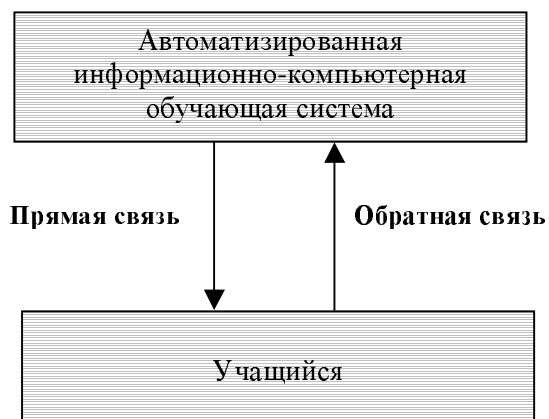 Автоматизированная
информационно-компьютерная
обучающая система
Прямая связь
Обратная связь
Учащийся